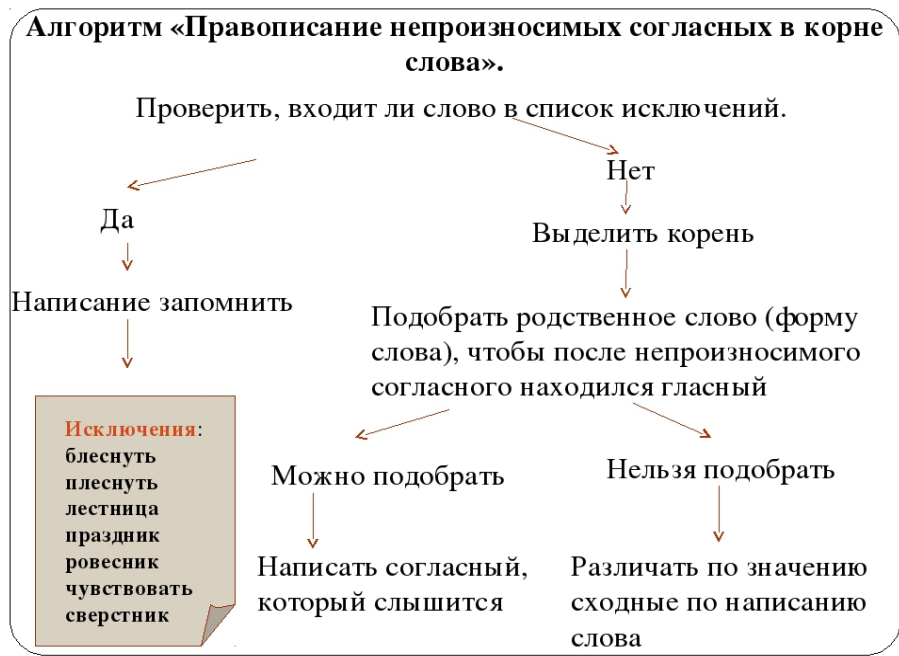 Алгоритм «Правописание непроизносимых согласных в корне
слова».
Проверить, входит ли слово в список исключений.
Нет
Да
Выделить корень
Написание запомнить
Подобрать родственное слово (форму
слова), чтобы после непроизносимого
согласного находился гласный
Исключения:
блеснуть
плеснуть
лестница
праздник
ровесник
чувствовать
сверстник
Можно подобрать
Нельзя подобрать
Написать согласный,
который слышится
Различать по значению
сходные по написанию
слова